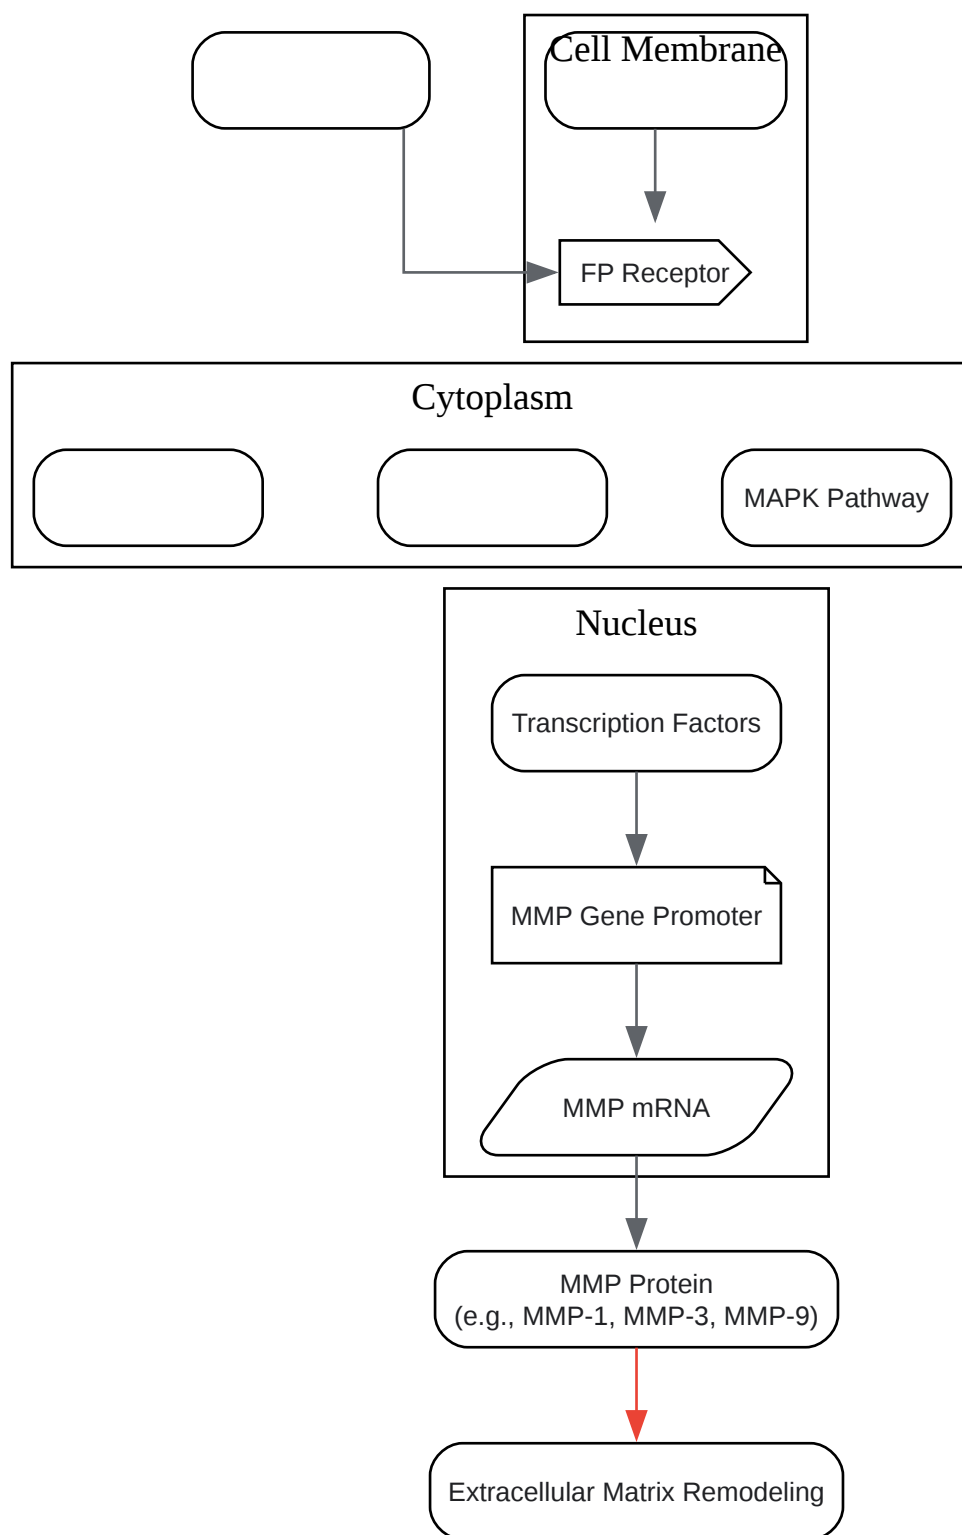 Cell Membrane
FP Receptor
Cytoplasm
MAPK Pathway
Nucleus
Transcription Factors
MMP Gene Promoter
MMP mRNA
MMP Protein
(e.g., MMP-1, MMP-3, MMP-9)
Extracellular Matrix Remodeling